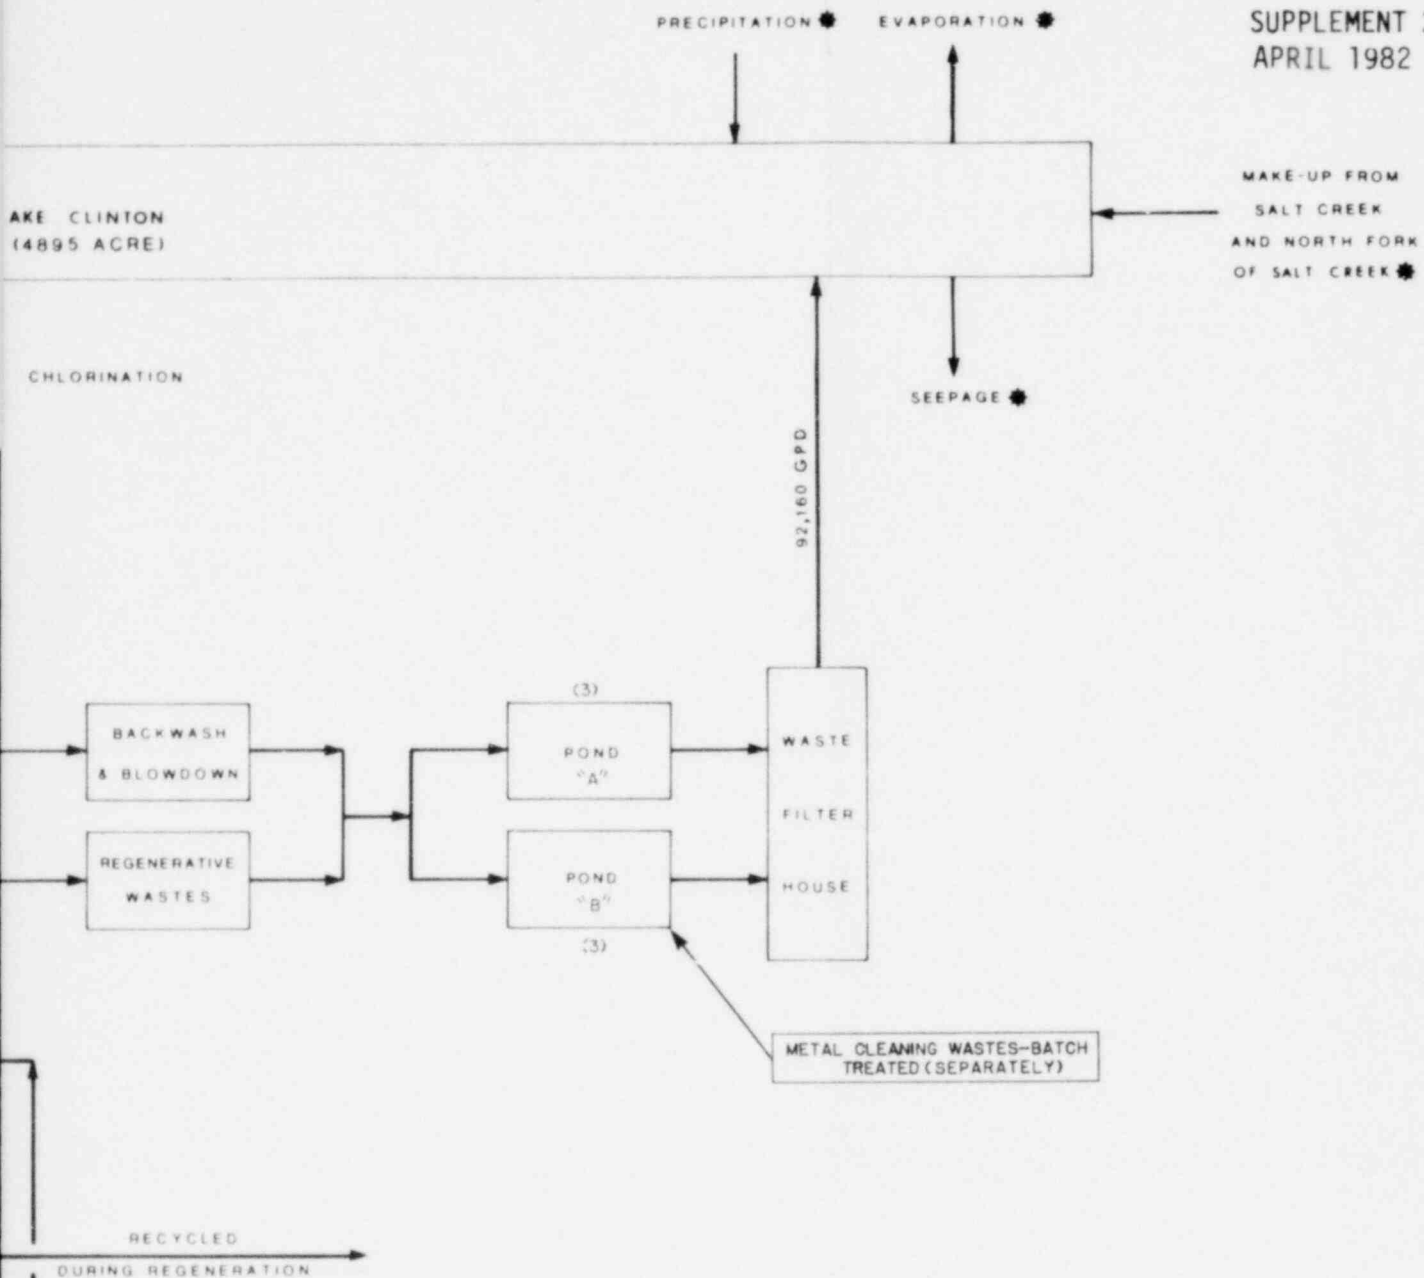 PRECIPITATION
EVAPORATION
SUPPLEMENT
APRIL 1982
AKE CLINTON
(4895 ACRE)
MAKE-UP FROM
SALT CREEK
AND NORTH FORK
OF SALT CREEK
CHLORINATION
SEEPAGE
92,160 GPD
BACKWASH
& BLOWDOWN
REGENERATIVE
WASTES
(3)
POND
"A"
POND
"B"
(3)
WASTE
FILTER
HOUSE
METAL CLEANING WASTES-BATCH
TREATED (SEPARATELY)
RECYCLED
DURING REGENERATION